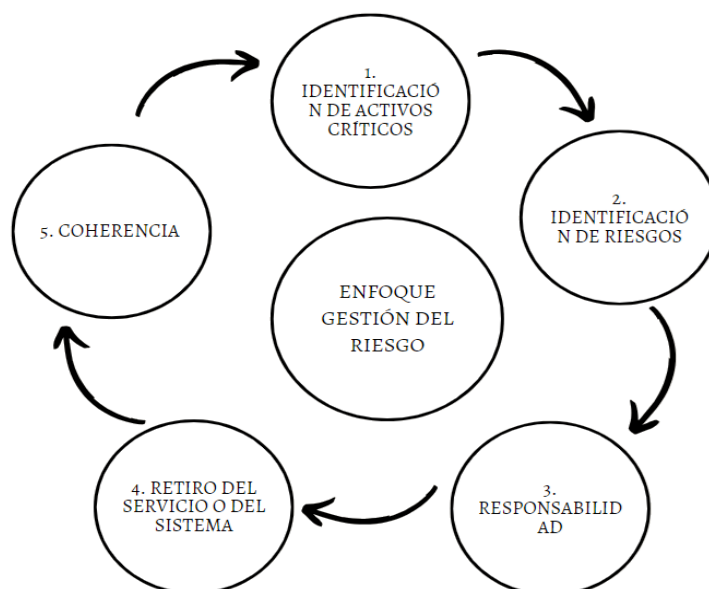 1.
IDENTIFICACIÓ
N DE ACTIVOS
CRÍTICOS
2.
IDENTIFICACIÓ
N DE RIESGOS
3.
RESPONSABILID
AD
4. RETIRO DEL
SERVICIO O DEL
SISTEMA
5. COHERENCIA
ENFOQUE
GESTIÓN DEL
RIESGO